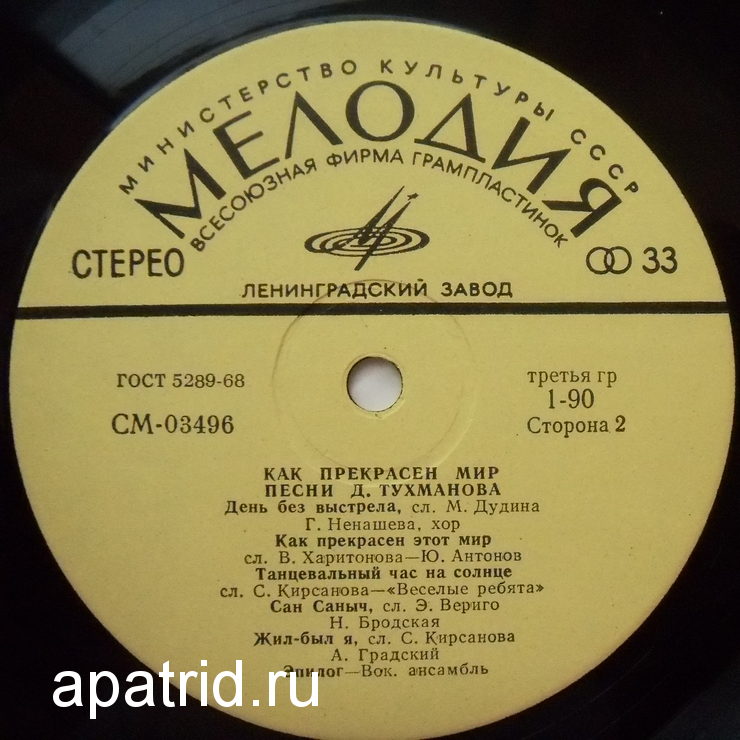 МИНИСТЕРСТВО КУЛЬТУРЫ СССР
МЕЛОДИЯ
ВСЕСОЮЗНАЯ ФИРМА ГРАМПЛАСТИНОК
СТЕРЕО
33
ЛЕНИНГРАДСКИЙ ЗАВОД
ГОСТ 5289-68
третья гр
СМ-03496
1-90
Сторона 2
КАК ПРЕКРАСЕН МИР
ПЕСНИ Д. ТУХМАНОВА
День без выстрела, сл. М. Дудина
Г. Ненашева, хор
Как прекрасен этот мир
сл. В. Харитонова—Ю. Антонов
Танцевальный час на солнце
сл. С. Кирсанова—«Веселые ребята»
Сан Саныч, сл. Э. Вериго
Н. Бродская
Жил-был я, сл. С. Кирсанова
А. Градский
Эпилог—Вок. ансамбль
apatrid.ru